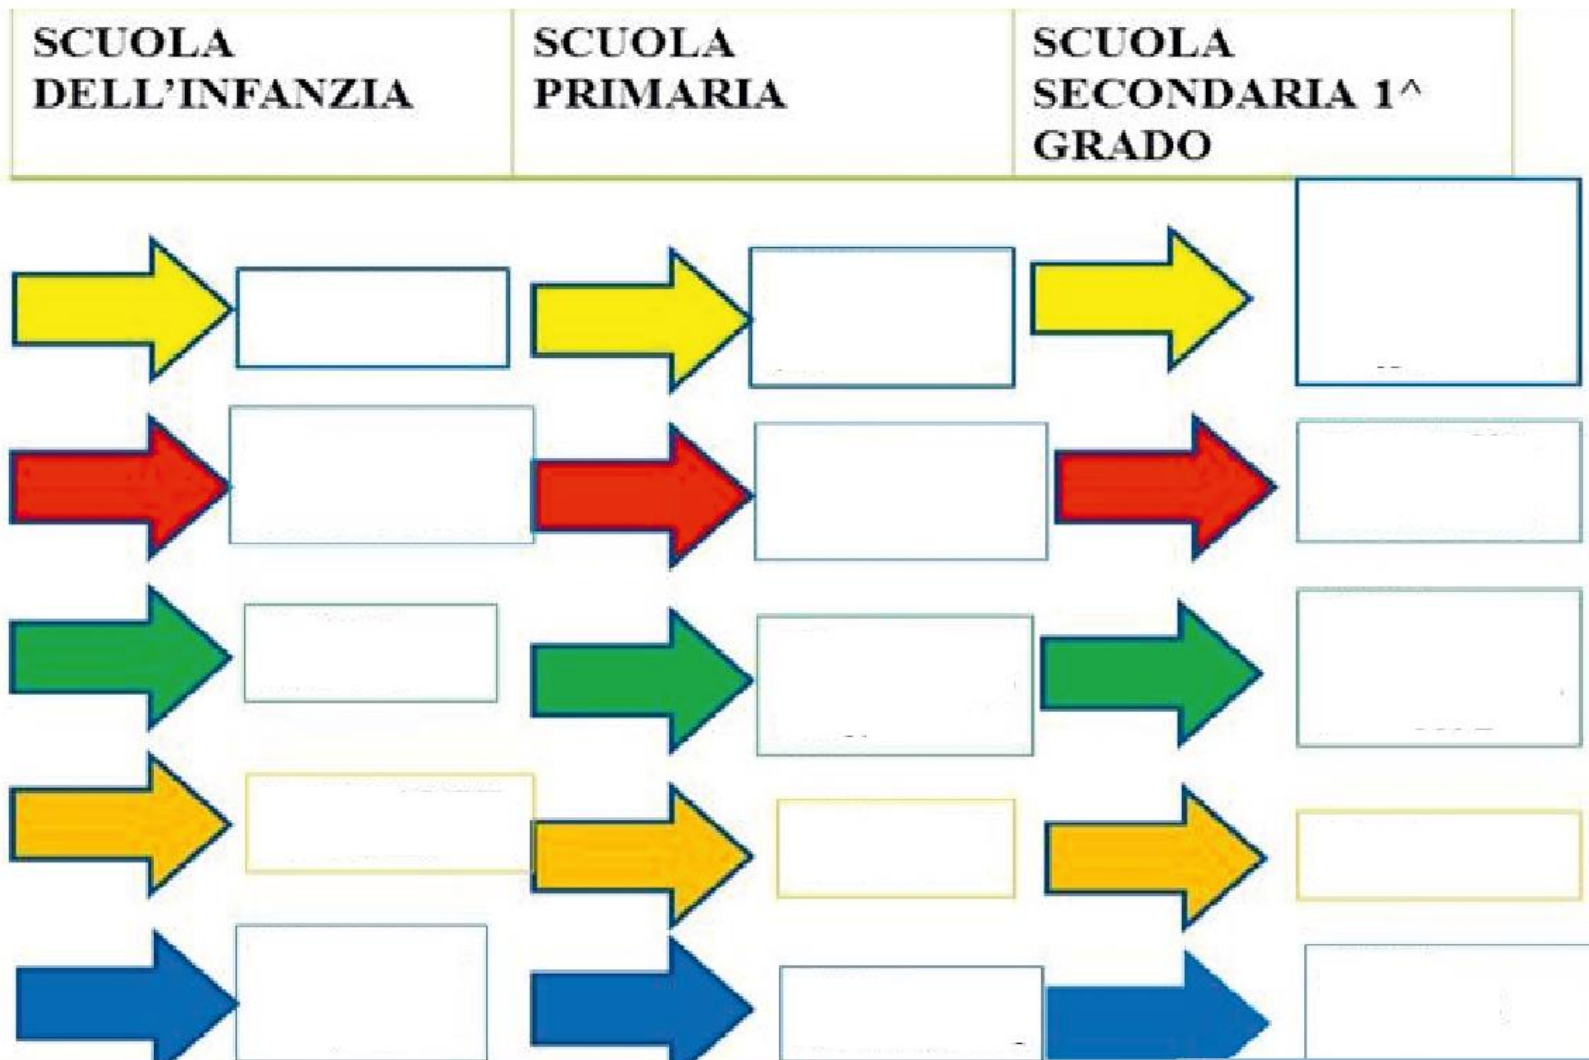 SCUOLA
DELL'INFANZIA
SCUOLA
PRIMARIA
SCUOLA
SECONDARIA 1^
GRADO